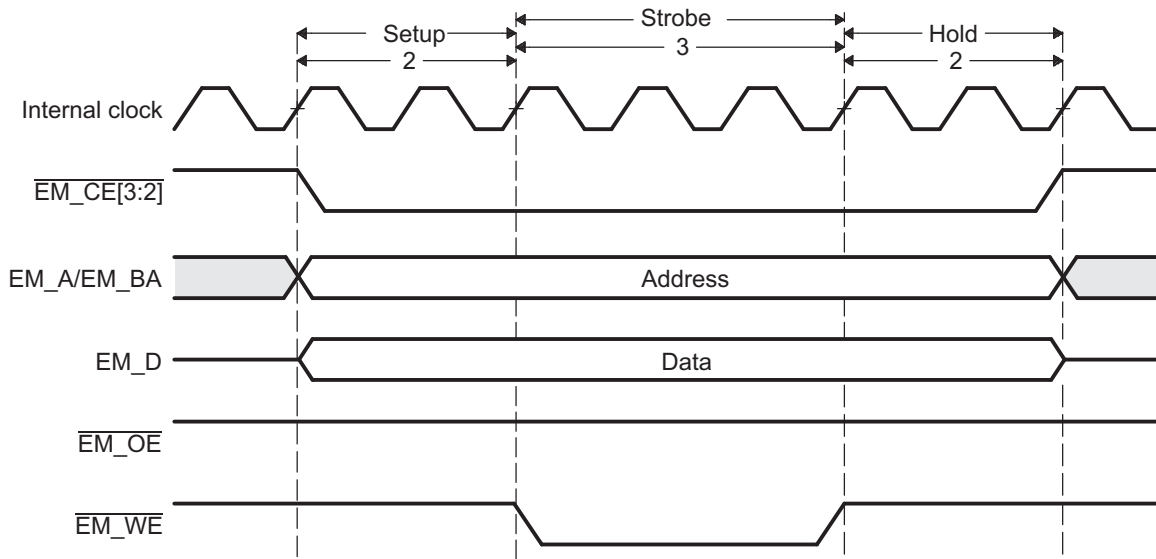 Setup
Strobe
Hold
2
3
2
Internal clock
EM_CE[3:2]
EM_A/EM_BA
Address
EM_D
Data
EM_OE
EM_WE